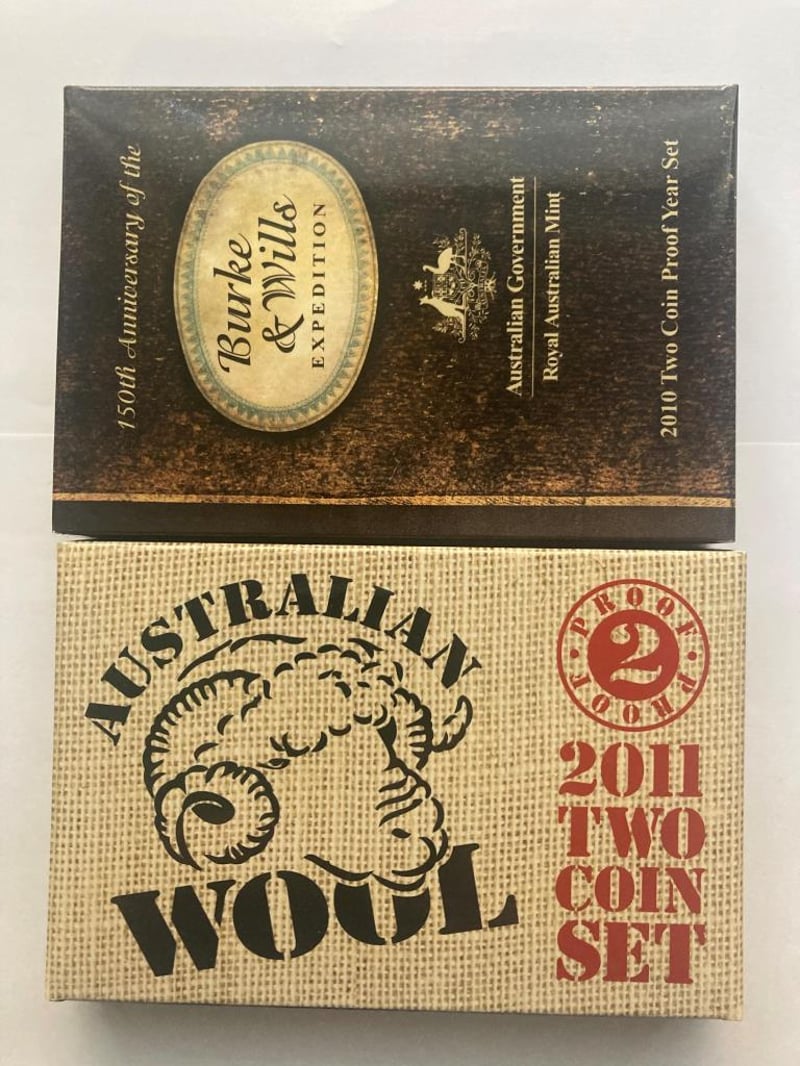 150th Anniversary of the
Burke
& Wills
EXPEDITION
Australian Government
Royal Australian Mint
2010 Two Coin Proof Year Set
AUSTRALIAN
WOOL
PROOF
2
PROOF
2011
TWO
COIN
SET